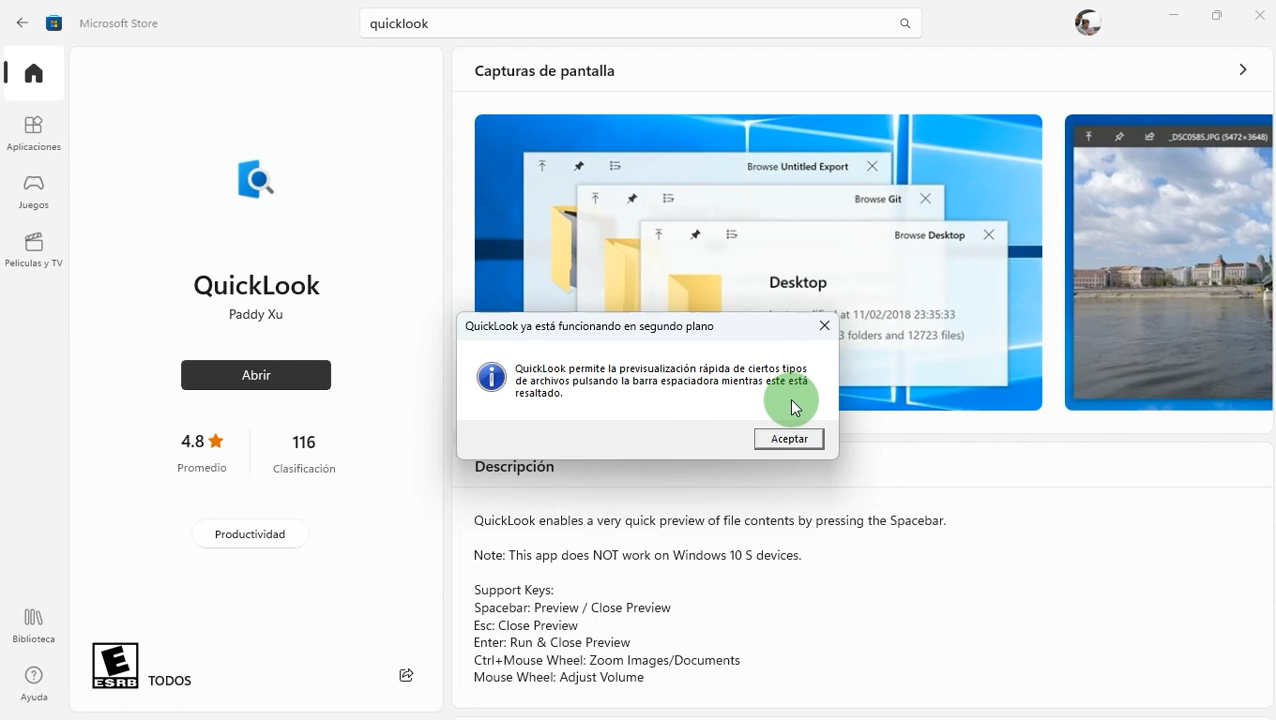 Microsoft Store
quicklook
Aplicaciones
Juegos
Películas y TV
Biblioteca
Ayuda
QuickLook
Paddy Xu
Abrir
4.8
116
Promedio
Clasificación
Productividad
E
ESRB
TODOS
Capturas de pantalla
Browse Untitled Export
Browse Git
Browse Desktop
Desktop
at 11/02/2018 23:35:33
3 folders and 12723 files)
_DSC0585.JPG (5472×3648)
QuickLook ya está funcionando en segundo plano
QuickLook permite la previsualización rápida de ciertos tipos
de archivos pulsando la barra espaciadora mientras este está
resaltado.
Aceptar
Descripción
QuickLook enables a very quick preview of file contents by pressing the Spacebar.
Note: This app does NOT work on Windows 10 S devices.
Support Keys:
Spacebar: Preview / Close Preview
Esc: Close Preview
Enter: Run & Close Preview
Ctrl+Mouse Wheel: Zoom Images/Documents
Mouse Wheel: Adjust Volume